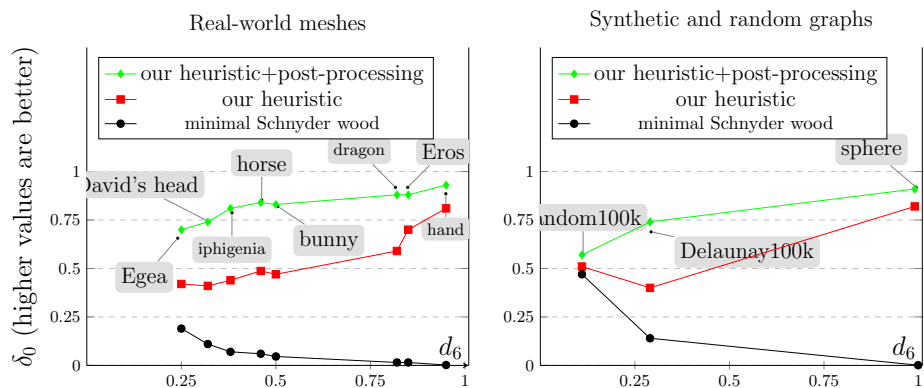 Real-world meshes
our heuristic+post-processing
our heuristic
minimal Schnyder wood
δ₀ (higher values are better)
1
0.75
0.5
0.25
0
dragon
Eros
horse
David's head
iphigenia
bunny
hand
Egea
d₆
0.25
0.5
0.75
1
Synthetic and random graphs
our heuristic+post-processing
our heuristic
minimal Schnyder wood
1
0.75
0.5
0.25
0
sphere
andom100k
Delaunay100k
d₆
0.25
0.5
0.75
1